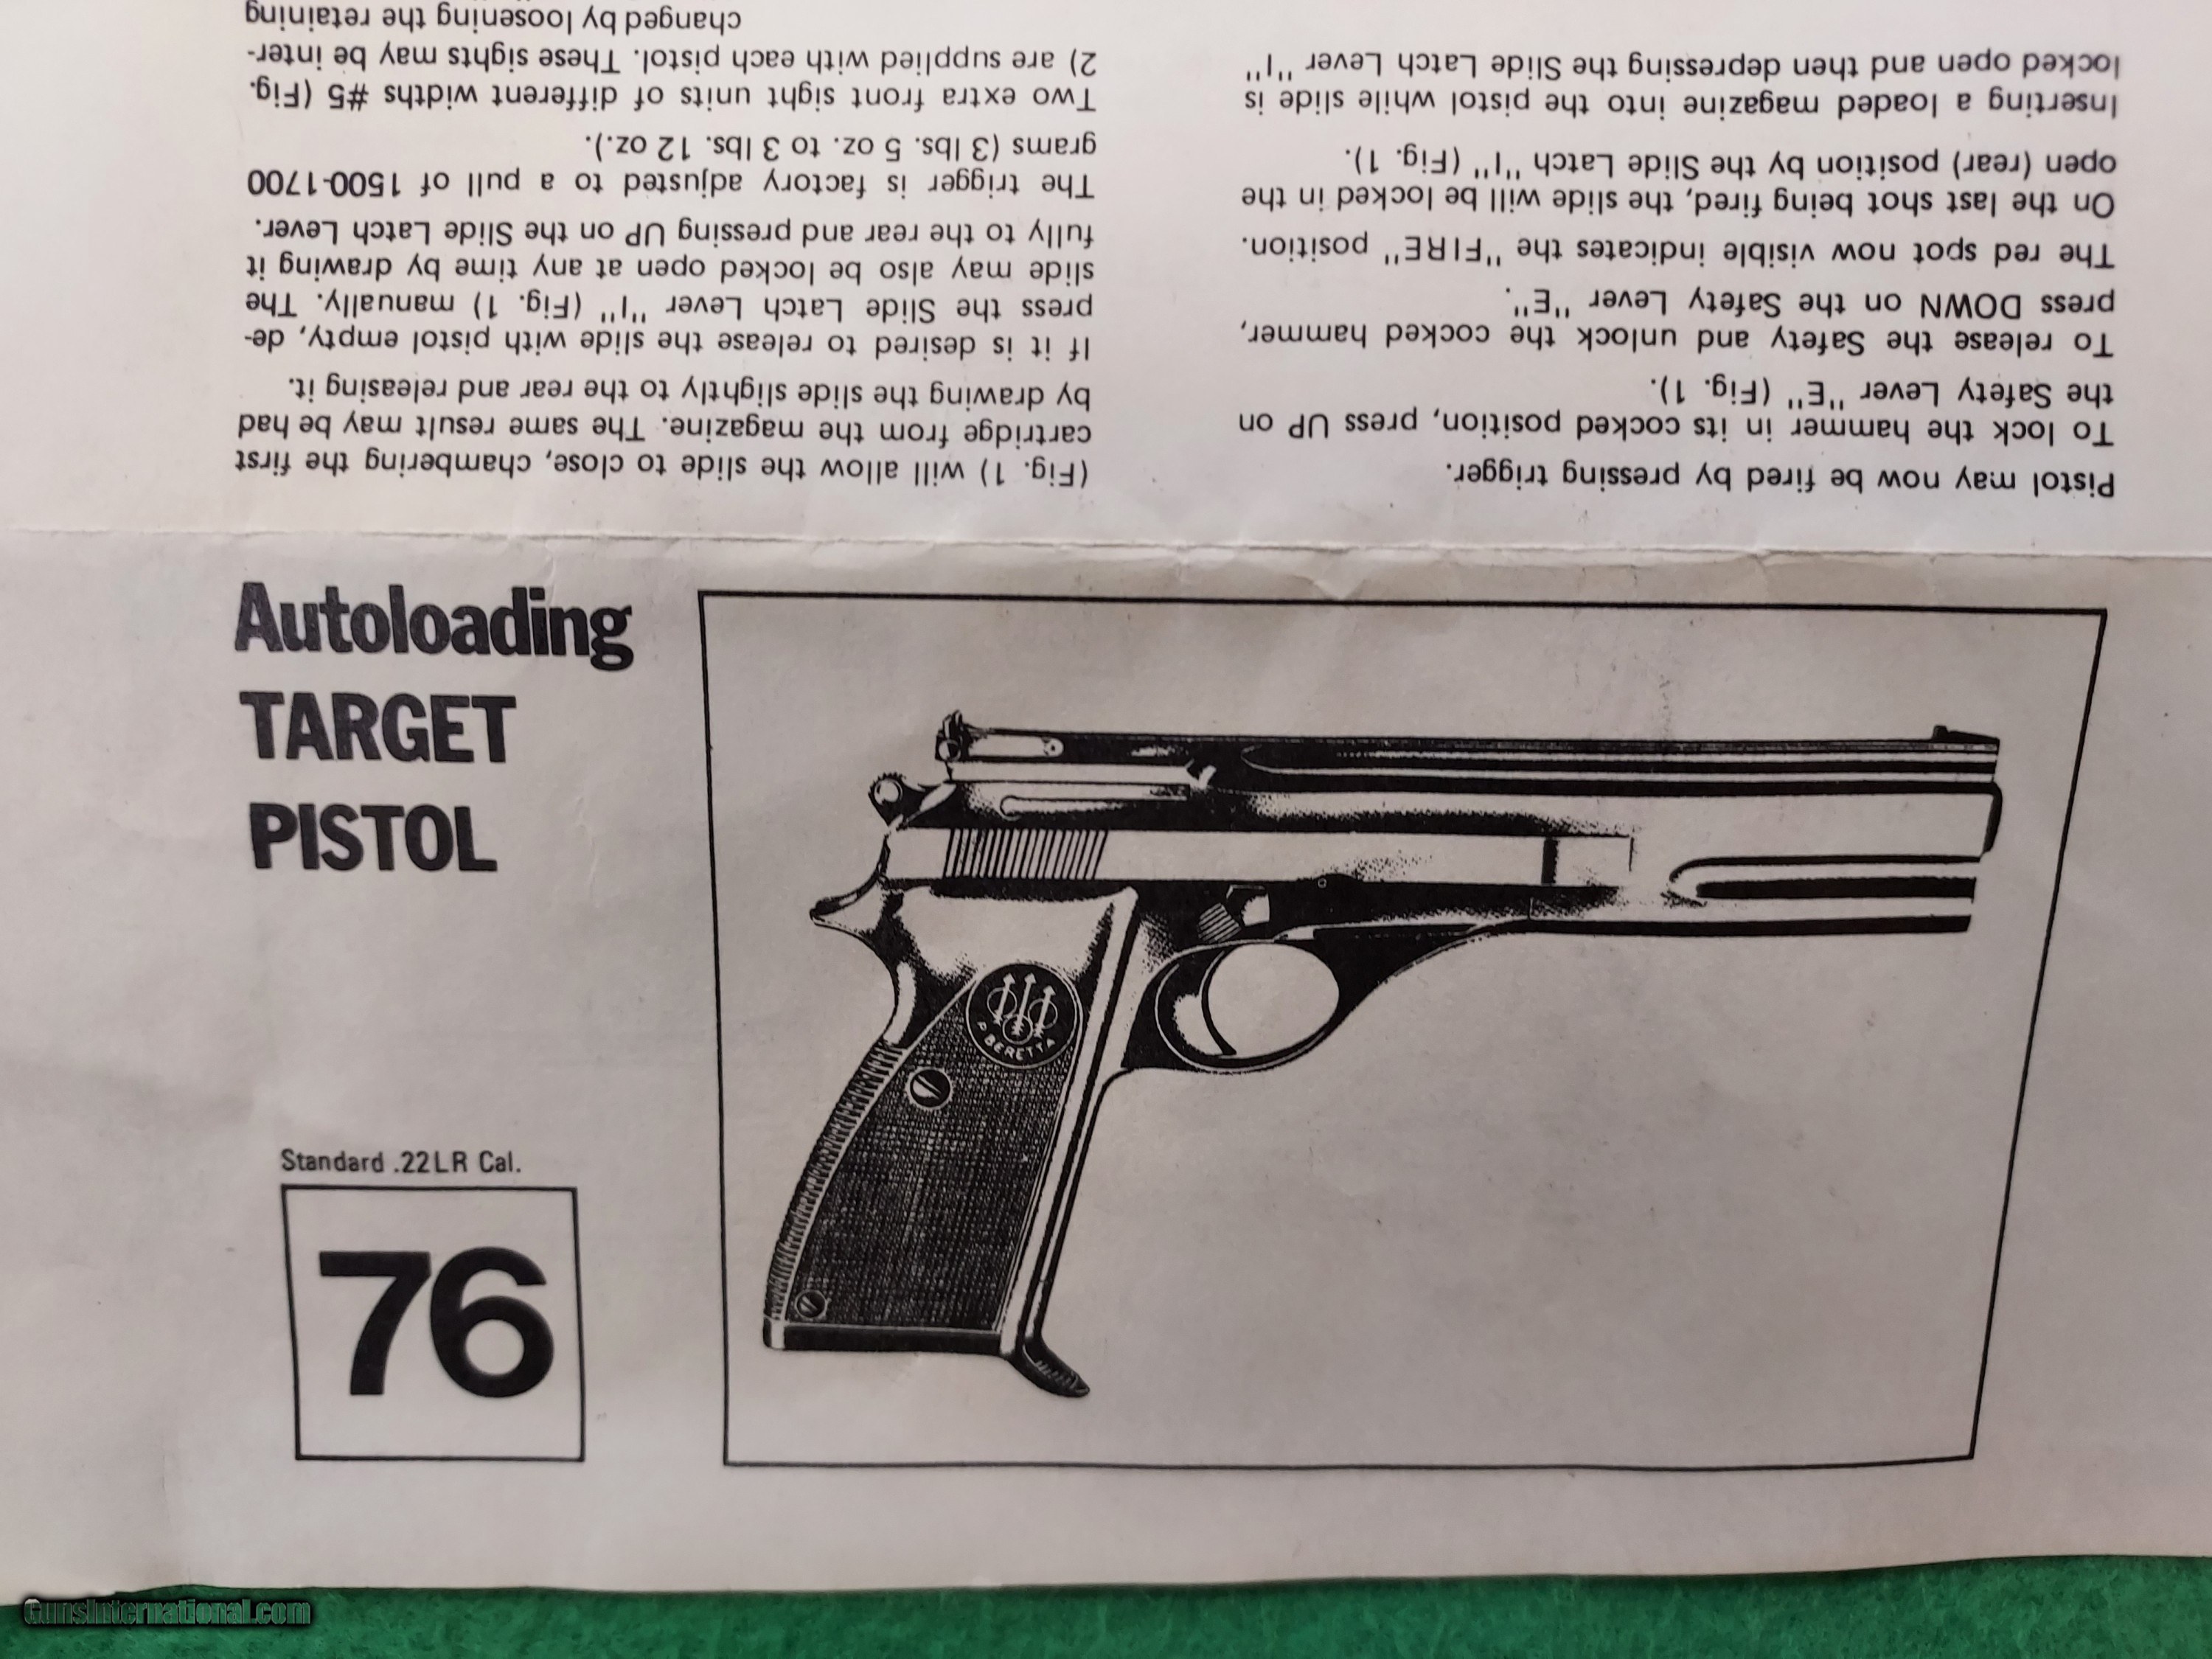 Pistol may now be fired by pressing trigger.
To lock the hammer in its cocked position, press UP on
the Safety Lever "E" (Fig. 1).
To release the Safety and unlock the cocked hammer,
press DOWN on the Safety Lever "E".
The red spot now visible indicates the "FIRE" position.
On the last shot being fired, the slide will be locked in the
open (rear) position by the Slide Latch "I" (Fig. 1).
Inserting a loaded magazine into the pistol while slide is
locked open and then depressing the Slide Latch Lever "I"
(Fig. 1) will allow the slide to close, chambering the first
cartridge from the magazine. The same result may be had
by drawing the slide slightly to the rear and releasing it.
If it is desired to release the slide with pistol empty, de-
press the Slide Latch Lever "I" (Fig. 1) manually. The
slide may also be locked open at any time by drawing it
fully to the rear and pressing UP on the Slide Latch Lever.
The trigger is factory adjusted to a pull of 1500-1700
grams (3 lbs. 5 oz. to 3 lbs. 12 oz.).
Two extra front sight units of different widths #5 (Fig.
2) are supplied with each pistol. These sights may be inter-
changed by loosening the retaining
Autoloading
TARGET
PISTOL
BERETTA
Standard .22LR Cal.
76
GunsInternational.com